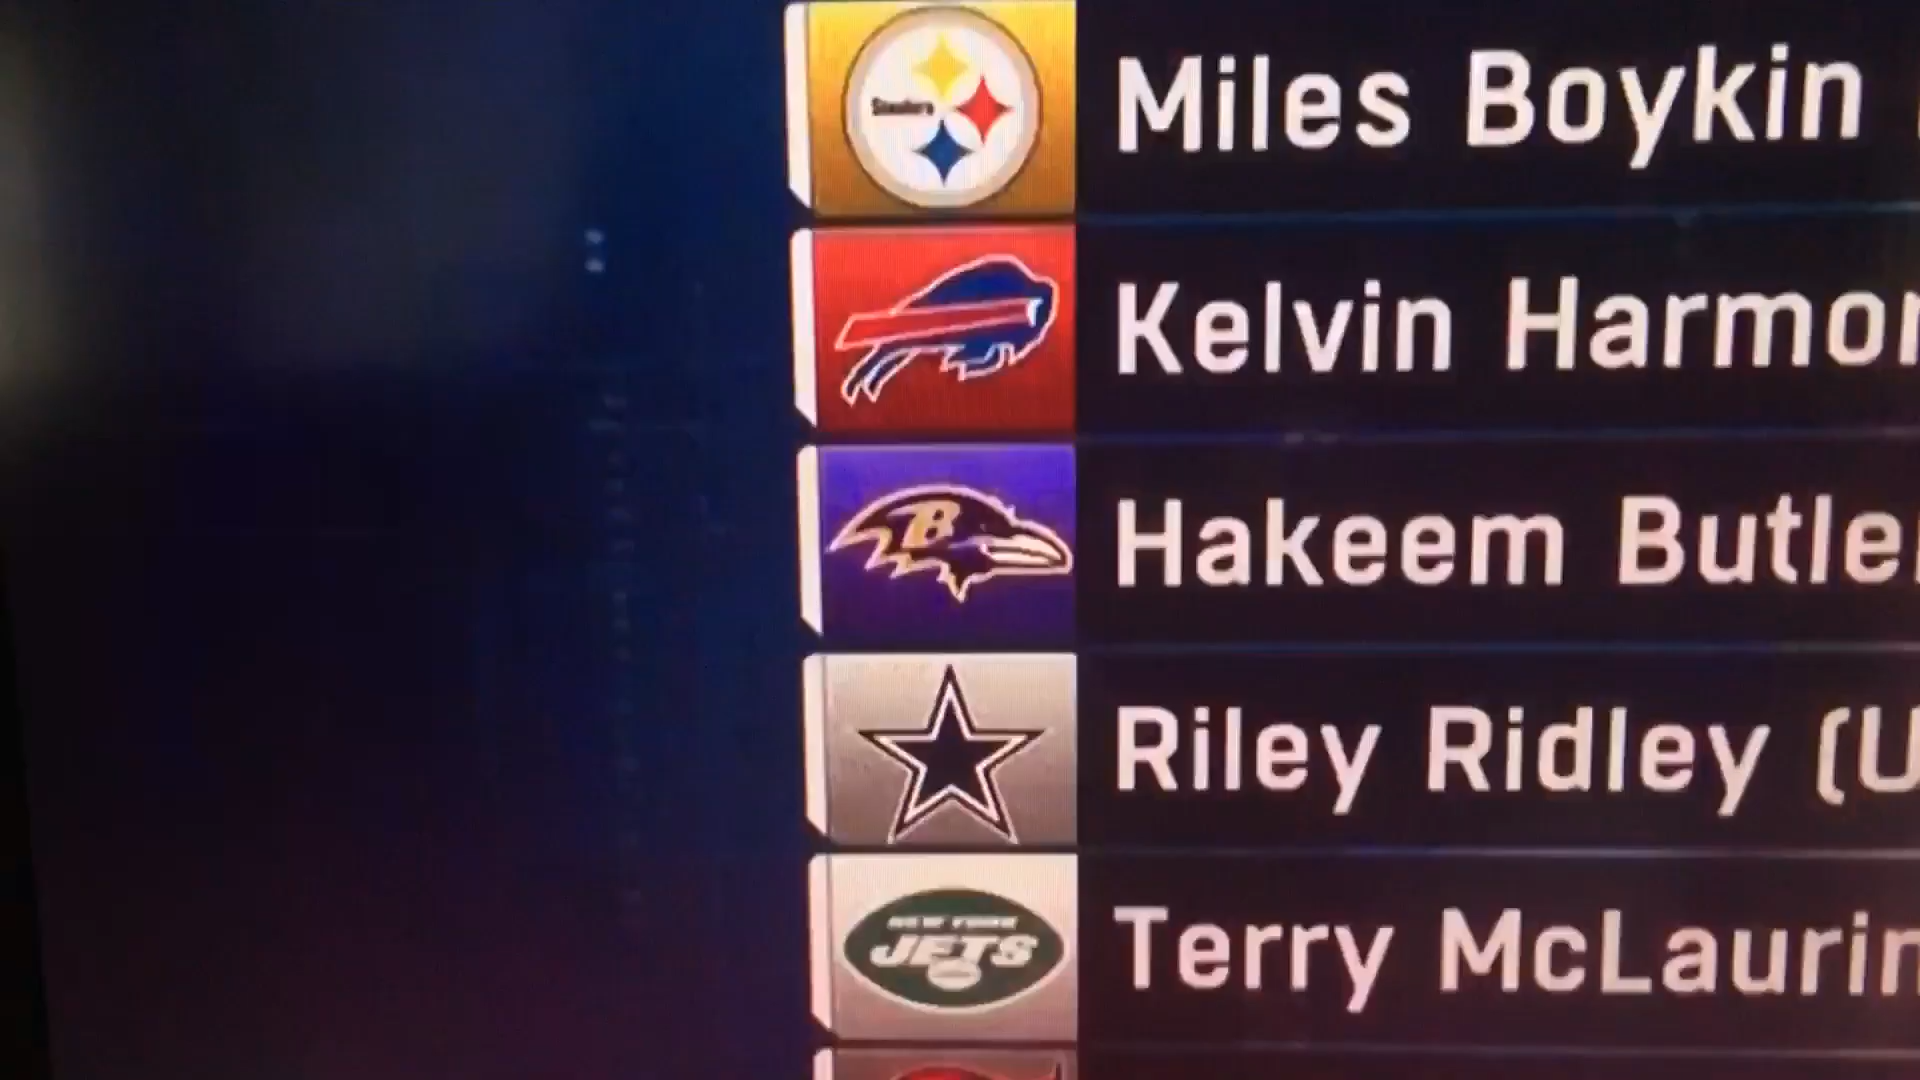 Steelers
Miles Boykin
Kelvin Harmon
B
Hakeem Butler
Riley Ridley (U
NEW YORK
JETS
Terry McLaurin